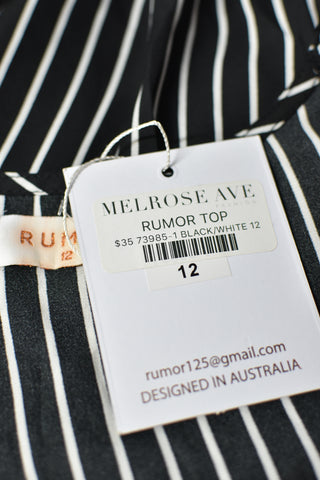 MELROSE AVE
RUMOR TOP
$35 73985-1 BLACK/WHITE 12
12
RUM
12
rumor125@gmail.com
DESIGNED IN AUSTRALIA